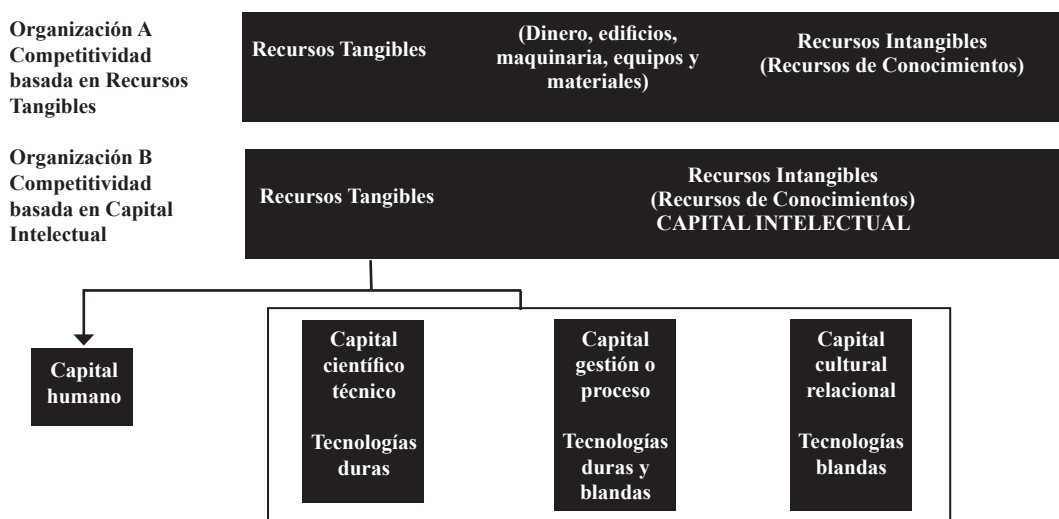 Organización A
Competitividad
basada en Recursos
Tangibles
Recursos Tangibles
(Dinero, edificios,
maquinaria, equipos y
materiales)
Recursos Intangibles
(Recursos de Conocimientos)
Organización B
Competitividad
basada en Capital
Intelectual
Recursos Tangibles
Recursos Intangibles
(Recursos de Conocimientos)
CAPITAL INTELECTUAL
Capital
humano
Capital
científico
técnico
Tecnologías
duras
Capital
gestión o
proceso
Tecnologías
duras y
blandas
Capital
cultural
relacional
Tecnologías
blandas